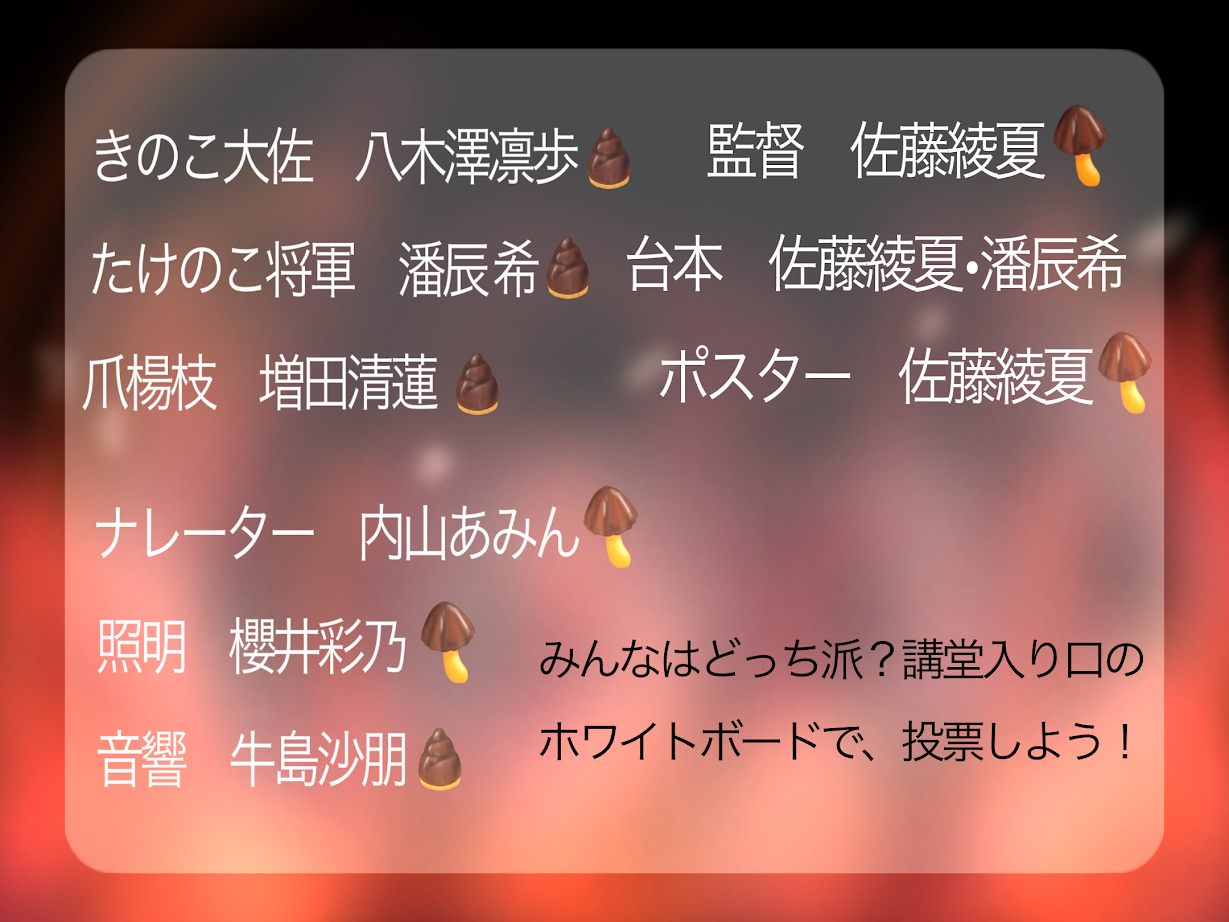 きのこ大佐　八木澤凛歩
監督　佐藤綾夏
たけのこ将軍　潘辰希
台本　佐藤綾夏・潘辰希
爪楊枝　増田清蓮
ポスター　佐藤綾夏
ナレーター　内山あみん
照明　櫻井彩乃
音響　牛島沙朋
みんなはどっち派？講堂入り口の
ホワイトボードで、投票しよう！